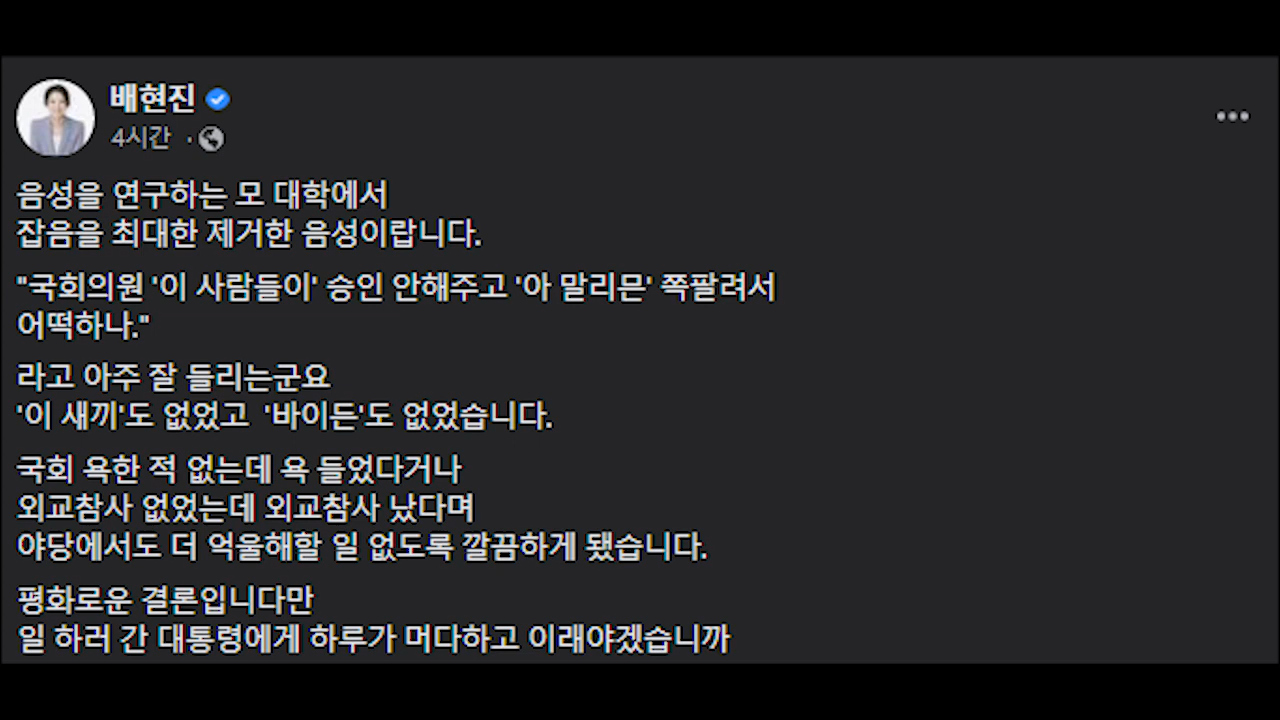 배현진
4시간 ·
음성을 연구하는 모 대학에서
잡음을 최대한 제거한 음성이랍니다.
"국회의원 '이 사람들이' 승인 안해주고 '아 말리믄' 쪽팔려서
어떡하나."
라고 아주 잘 들리는군요
'이 새끼'도 없었고 '바이든'도 없었습니다.
국회 욕한 적 없는데 욕 들었다거나
외교참사 없었는데 외교참사 났다며
야당에서도 더 억울해할 일 없도록 깔끔하게 됐습니다.
평화로운 결론입니다만
일 하러 간 대통령에게 하루가 머다하고 이래야겠습니까